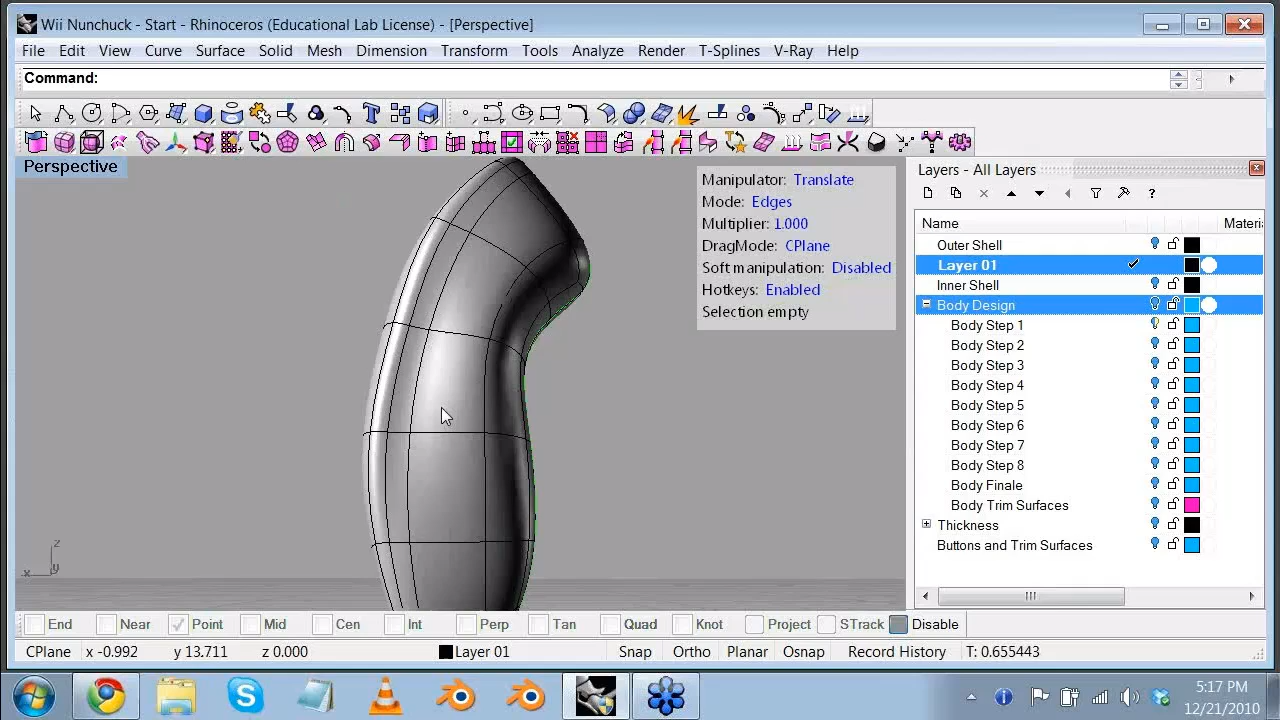 Wii Nunchuck - Start - Rhinoceros (Educational Lab License) - [Perspective]
File Edit View Curve Surface Solid Mesh Dimension Transform Tools Analyze Render T-Splines V-Ray Help
Command:
Perspective
Manipulator: Translate
Mode: Edges
Multiplier: 1.000
DragMode: CPlane
Soft manipulation: Disabled
Hotkeys: Enabled
Selection empty
z
x
y
Layers - All Layers
Name Materi
Outer Shell
Layer 01
Inner Shell
Body Design
Body Step 1
Body Step 2
Body Step 3
Body Step 4
Body Step 5
Body Step 6
Body Step 7
Body Step 8
Body Finale
Body Trim Surfaces
Thickness
Buttons and Trim Surfaces
End Near Point Mid Cen Int Perp Tan Quad Knot Project STrack Disable
CPlane x -0.992 y 13.711 z 0.000 Layer 01 Snap Ortho Planar Osnap Record History T: 0.655443
5:17 PM
12/21/2010